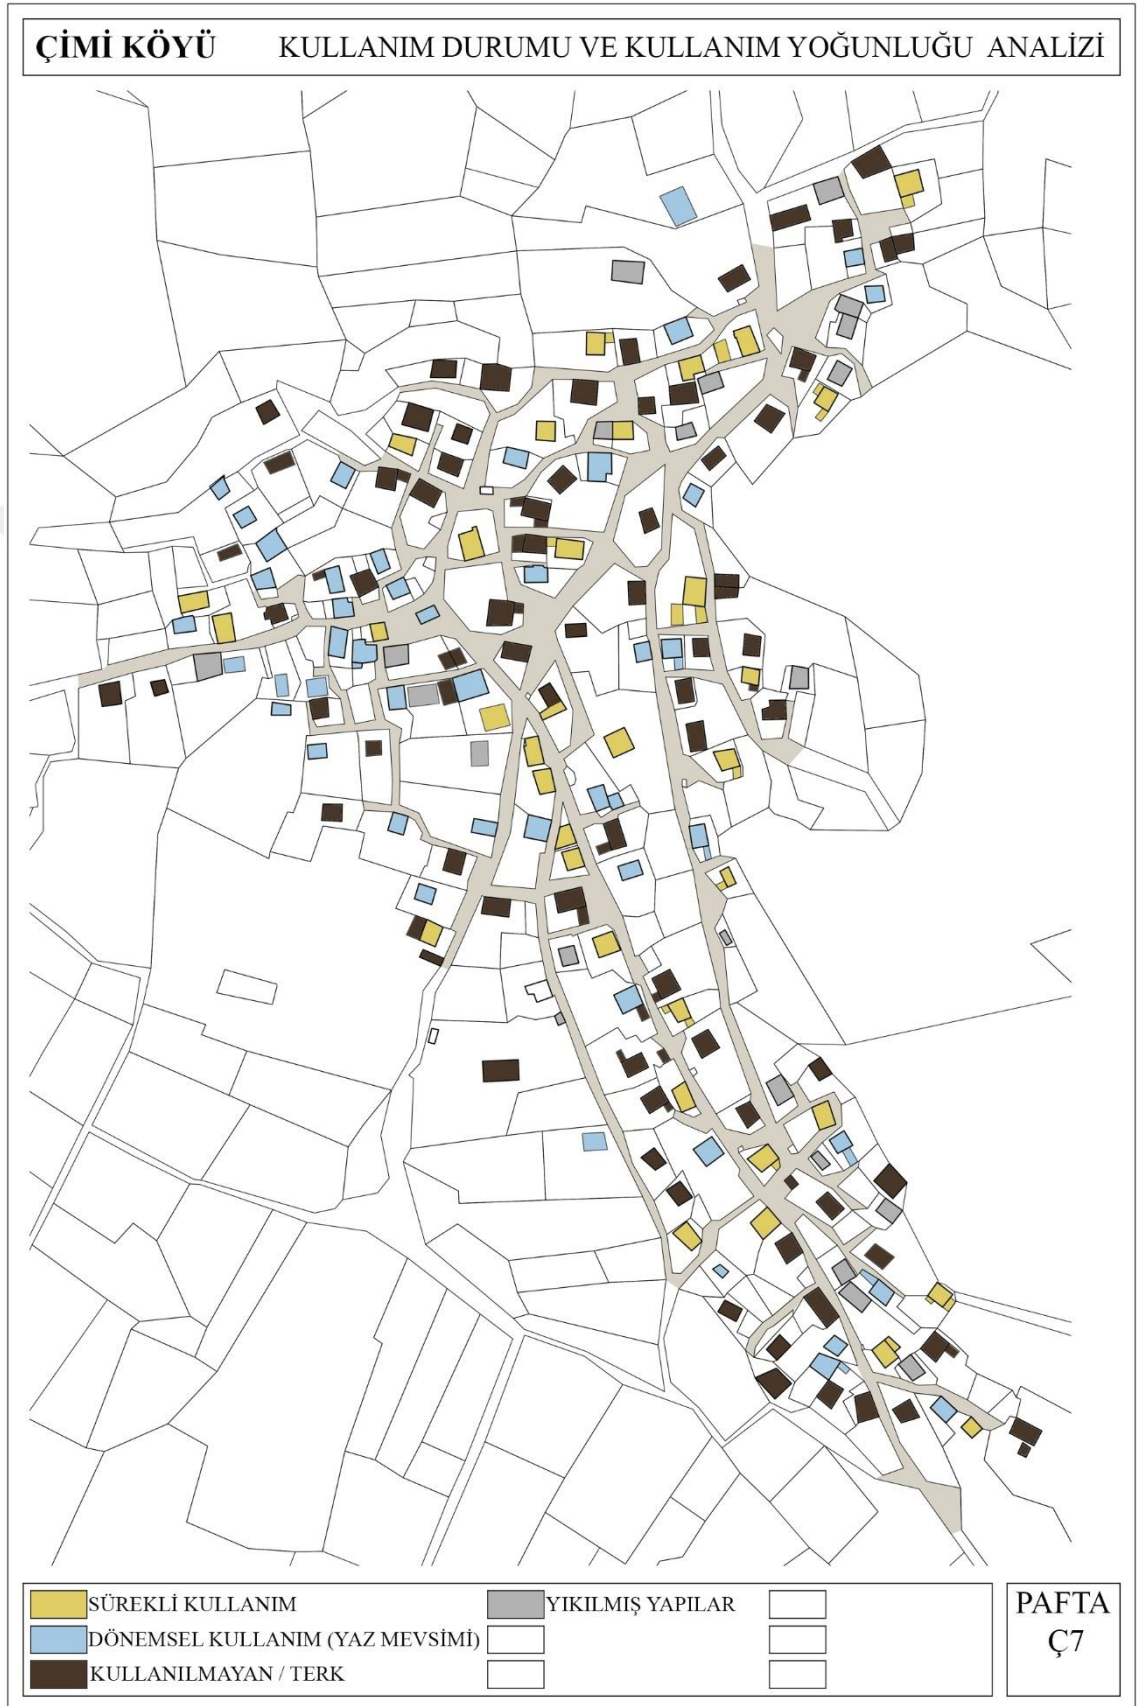 ÇİMİ KÖYÜ KULLANIM DURUMU VE KULLANIM YOĞUNLUĞU ANALİZİ
SÜREKLİ KULLANIM
DÖNEMSEL KULLANIM (YAZ MEVSİMİ)
KULLANILMAYAN / TERK
YIKILMIŞ YAPILAR
PAFTA
Ç7